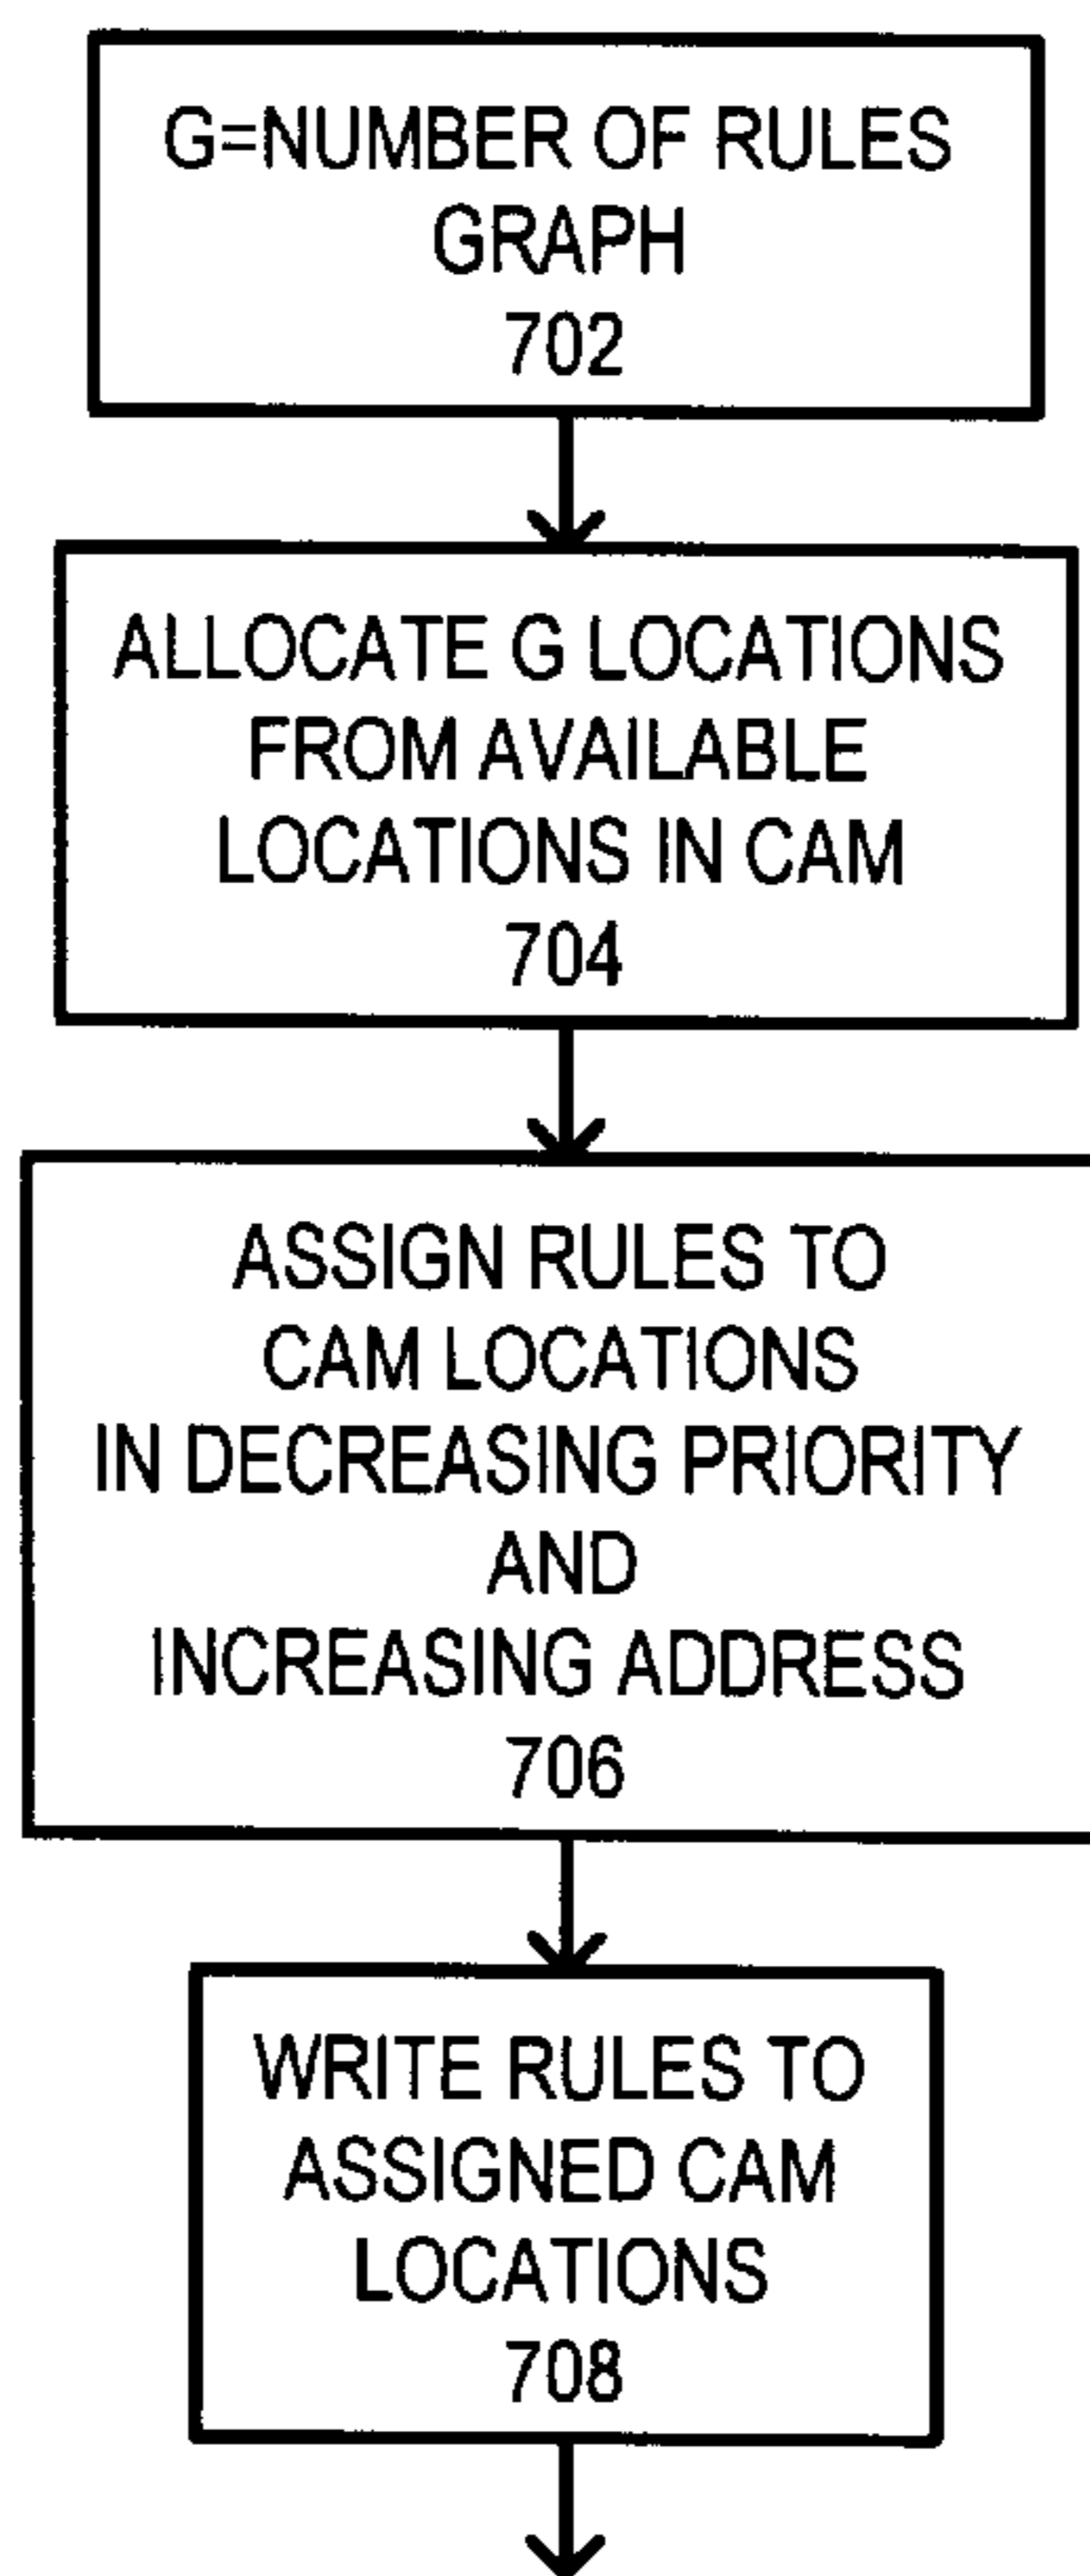 G=NUMBER OF RULES
GRAPH
702
ALLOCATE G LOCATIONS
FROM AVAILABLE
LOCATIONS IN CAM
704
ASSIGN RULES TO
CAM LOCATIONS
IN DECREASING PRIORITY
AND
INCREASING ADDRESS
706
WRITE RULES TO
ASSIGNED CAM
LOCATIONS
708